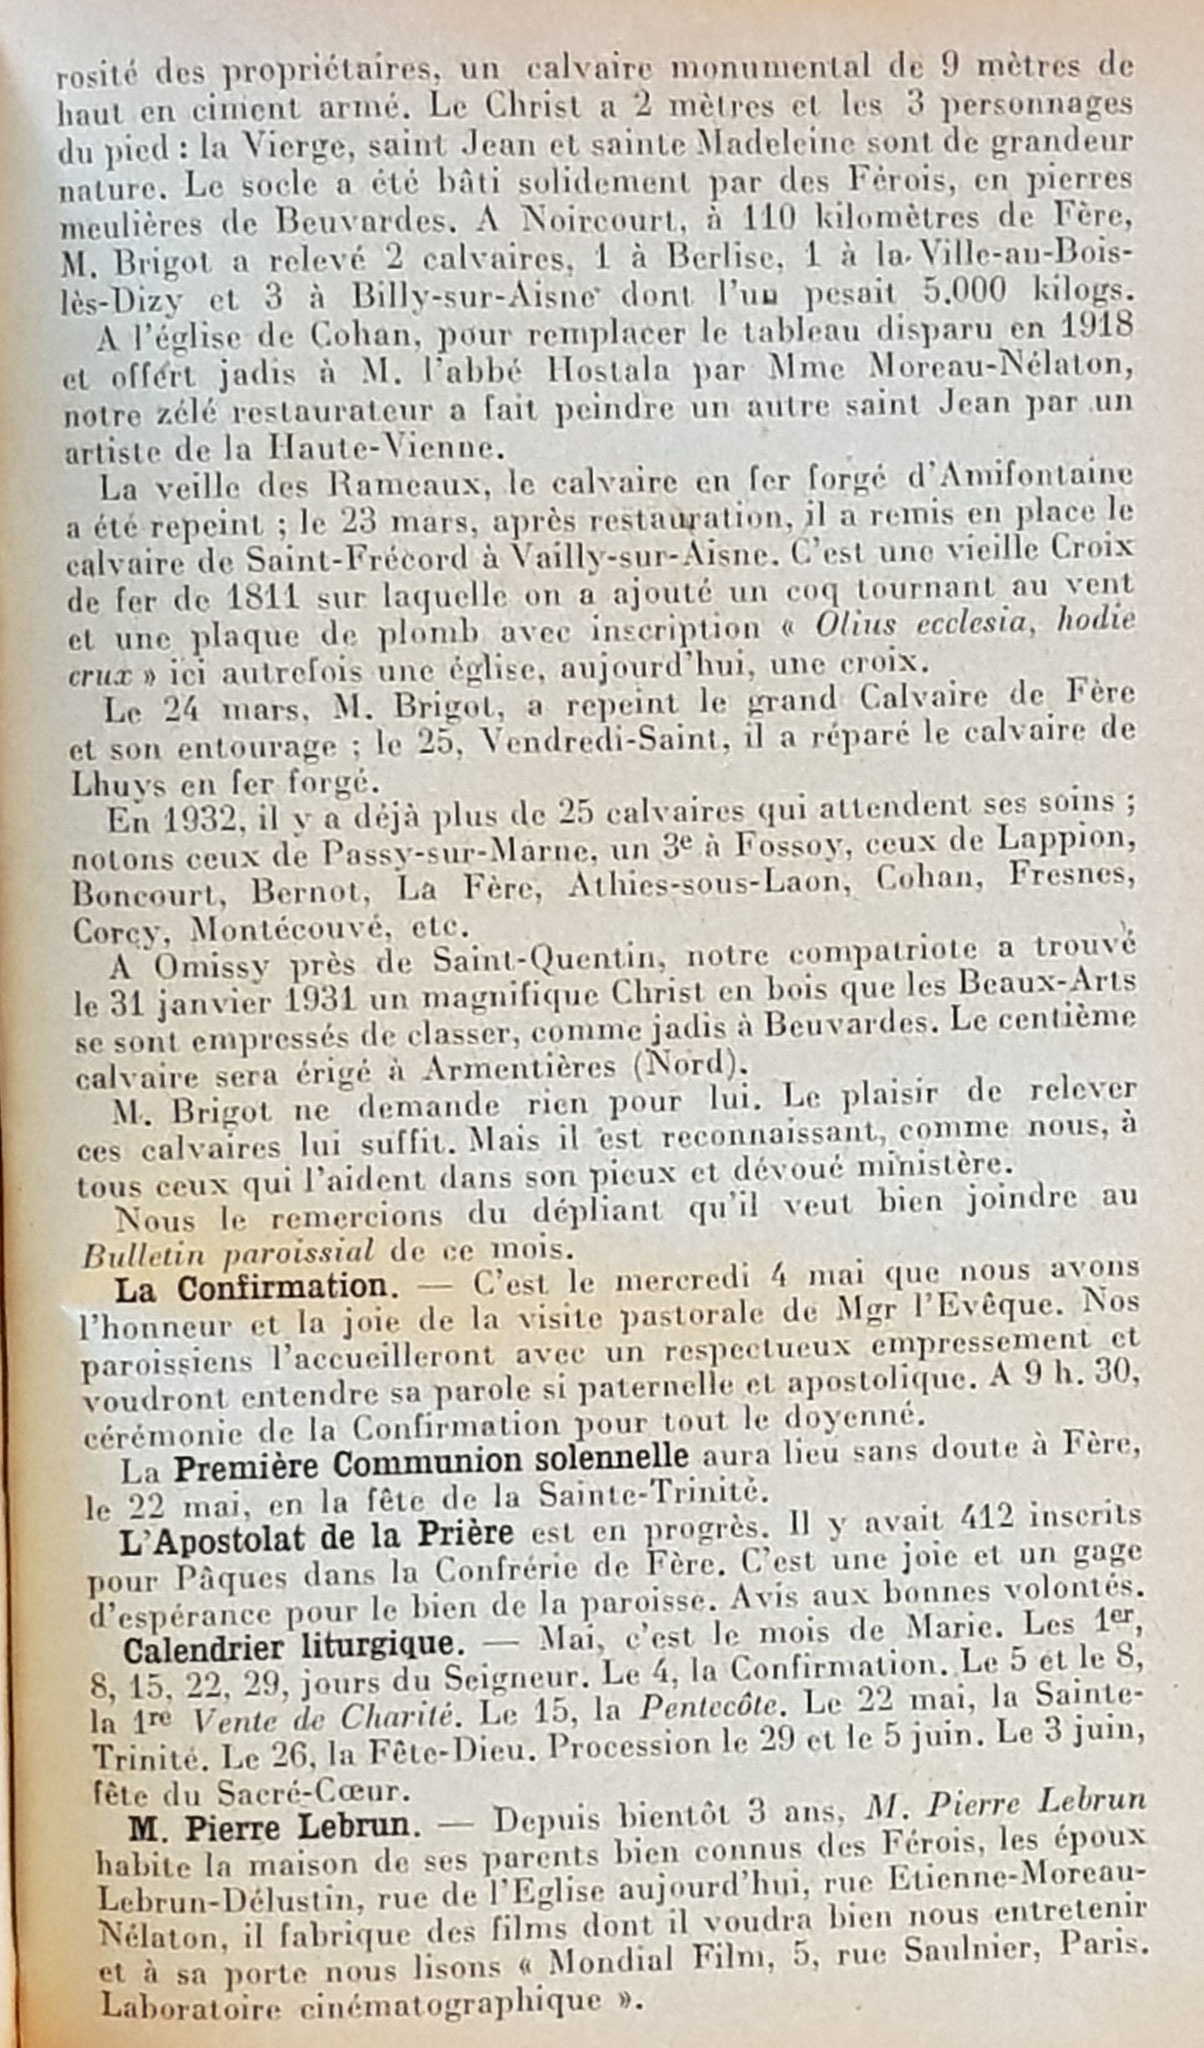 rosité des propriétaires, un calvaire monumental de 9 mètres de
haut en ciment armé. Le Christ a 2 mètres et les 3 personnages
du pied : la Vierge, saint Jean et sainte Madeleine sont de grandeur
nature. Le socle a été bâti solidement par des Férois, en pierres
meulières de Beuvardes. A Noircourt, à 110 kilomètres de Fère,
M. Brigot a relevé 2 calvaires, 1 à Berlise, 1 à la Ville-au-Bois-
lès-Dizy et 3 à Billy-sur-Aisne dont l'un pesait 5.000 kilogs.
A l'église de Cohan, pour remplacer le tableau disparu en 1918
et offert jadis à M. l'abbé Hostala par Mme Moreau-Nélaton,
notre zélé restaurateur a fait peindre un autre saint Jean par un
artiste de la Haute-Vienne.
La veille des Rameaux, le calvaire en fer forgé d'Amifontaine
a été repeint ; le 23 mars, après restauration, il a remis en place le
calvaire de Saint-Frécord à Vailly-sur-Aisne. C'est une vieille Croix
de fer de 1811 sur laquelle on a ajouté un coq tournant au vent
et une plaque de plomb avec inscription « Olius ecclesia, hodie
crux » ici autrefois une église, aujourd'hui, une croix.
Le 24 mars, M. Brigot, a repeint le grand Calvaire de Fère
et son entourage ; le 25, Vendredi-Saint, il a réparé le calvaire de
Lhuys en fer forgé.
En 1932, il y a déjà plus de 25 calvaires qui attendent ses soins ;
notons ceux de Passy-sur-Marne, un 3e à Fossoy, ceux de Lappion,
Boncourt, Bernot, La Fère, Athies-sous-Laon, Cohan, Fresnes,
Corcy, Montécouvé, etc.
A Omissy près de Saint-Quentin, notre compatriote a trouvé
le 31 janvier 1931 un magnifique Christ en bois que les Beaux-Arts
se sont empressés de classer, comme jadis à Beuvardes. Le centième
calvaire sera érigé à Armentières (Nord).
M. Brigot ne demande rien pour lui. Le plaisir de relever
ces calvaires lui suffit. Mais il est reconnaissant, comme nous, à
tous ceux qui l'aident dans son pieux et dévoué ministère.
Nous le remercions du dépliant qu'il veut bien joindre au
Bulletin paroissial de ce mois.
La Confirmation. — C'est le mercredi 4 mai que nous avons
l'honneur et la joie de la visite pastorale de Mgr l'Evêque. Nos
paroissiens l'accueilleront avec un respectueux empressement et
voudront entendre sa parole si paternelle et apostolique. A 9 h. 30,
cérémonie de la Confirmation pour tout le doyenné.
La Première Communion solennelle aura lieu sans doute à Fère,
le 22 mai, en la fête de la Sainte-Trinité.
L'Apostolat de la Prière est en progrès. Il y avait 412 inscrits
pour Pâques dans la Confrérie de Fère. C'est une joie et un gage
d'espérance pour le bien de la paroisse. Avis aux bonnes volontés.
Calendrier liturgique. — Mai, c'est le mois de Marie. Les 1er,
8, 15, 22, 29, jours du Seigneur. Le 4, la Confirmation. Le 5 et le 8,
la 1re Vente de Charité. Le 15, la Pentecôte. Le 22 mai, la Sainte-
Trinité. Le 26, la Fête-Dieu. Procession le 29 et le 5 juin. Le 3 juin,
fête du Sacré-Cœur.
M. Pierre Lebrun. — Depuis bientôt 3 ans, M. Pierre Lebrun
habite la maison de ses parents bien connus des Férois, les époux
Lebrun-Délustin, rue de l'Eglise aujourd'hui, rue Etienne-Moreau-
Nélaton, il fabrique des films dont il voudra bien nous entretenir
et à sa porte nous lisons « Mondial Film, 5, rue Saulnier, Paris.
Laboratoire cinématographique ».